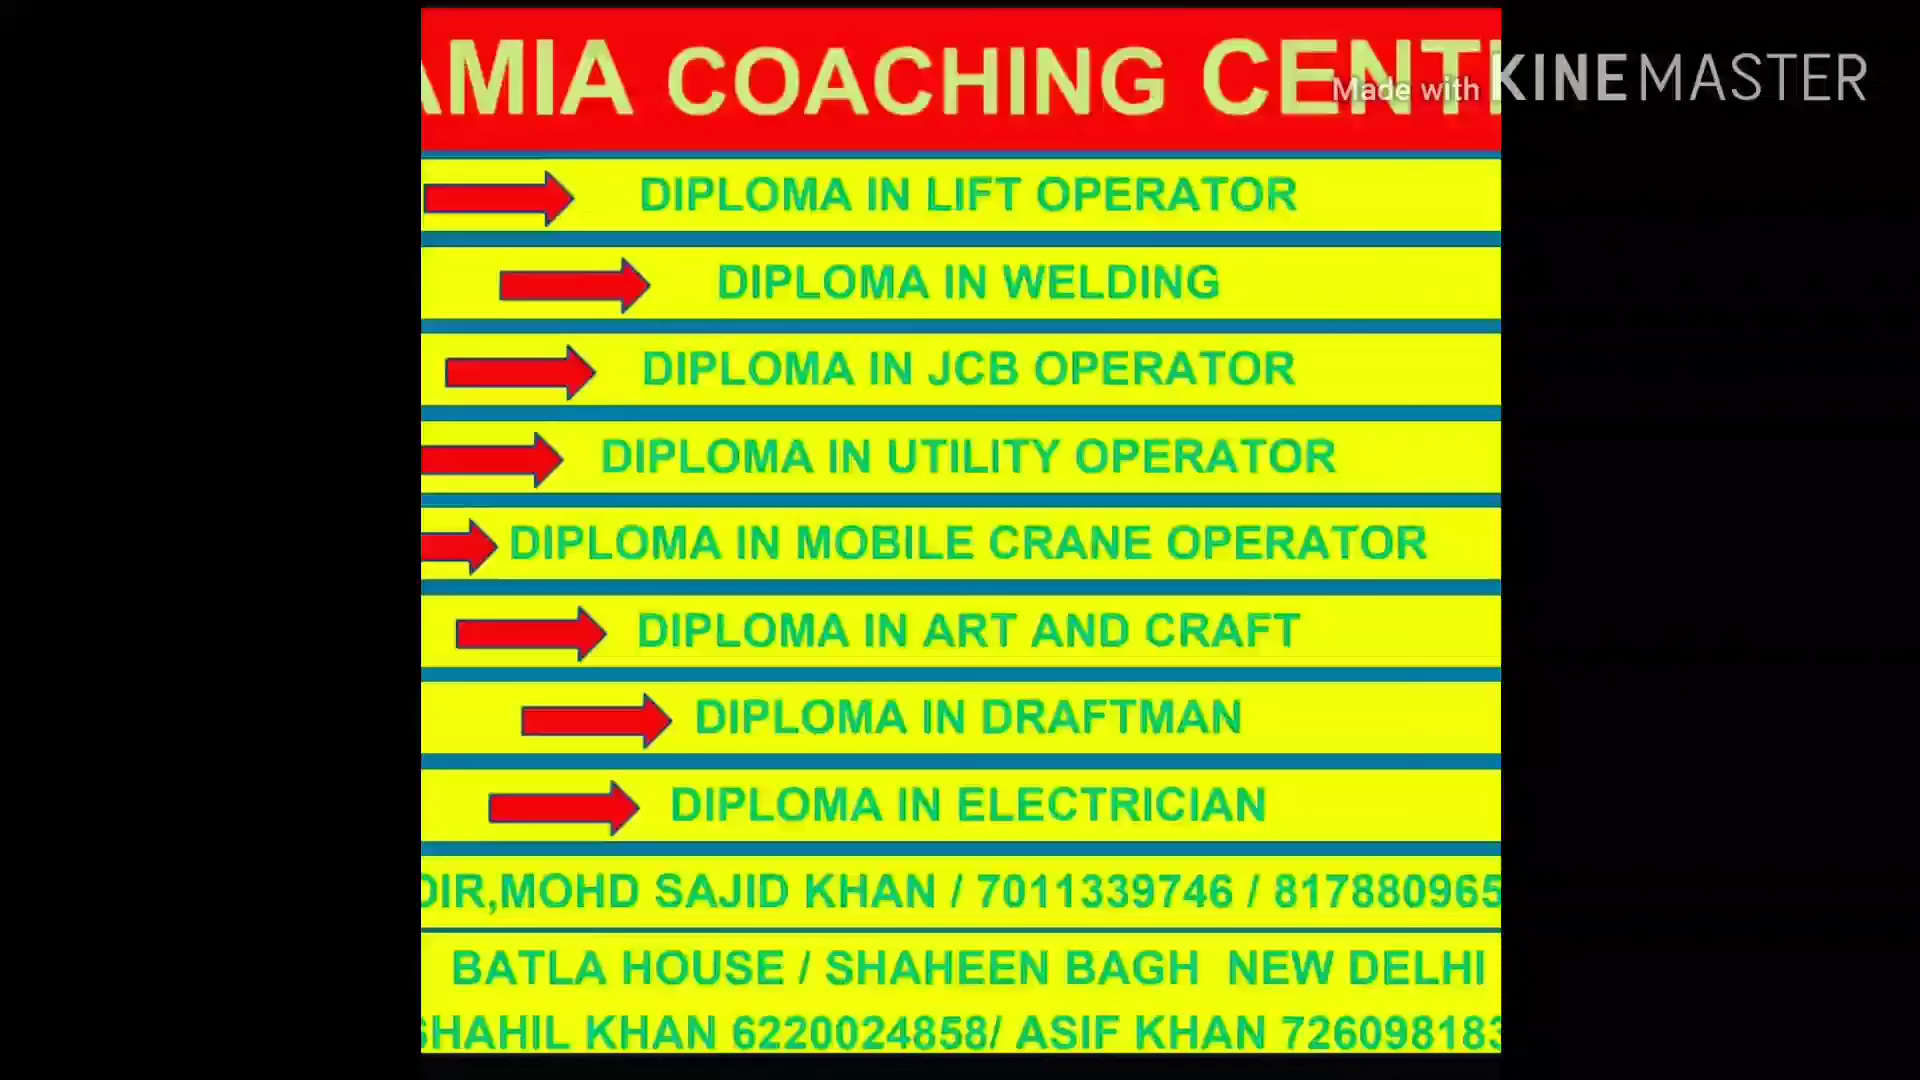 AMIA COACHING CENT
Made with KINEMASTER
DIPLOMA IN LIFT OPERATOR
DIPLOMA IN WELDING
DIPLOMA IN JCB OPERATOR
DIPLOMA IN UTILITY OPERATOR
DIPLOMA IN MOBILE CRANE OPERATOR
DIPLOMA IN ART AND CRAFT
DIPLOMA IN DRAFTMAN
DIPLOMA IN ELECTRICIAN
DIR,MOHD SAJID KHAN / 7011339746 / 817880965
BATLA HOUSE / SHAHEEN BAGH NEW DELHI
SHAHIL KHAN 6220024858/ ASIF KHAN 726098183